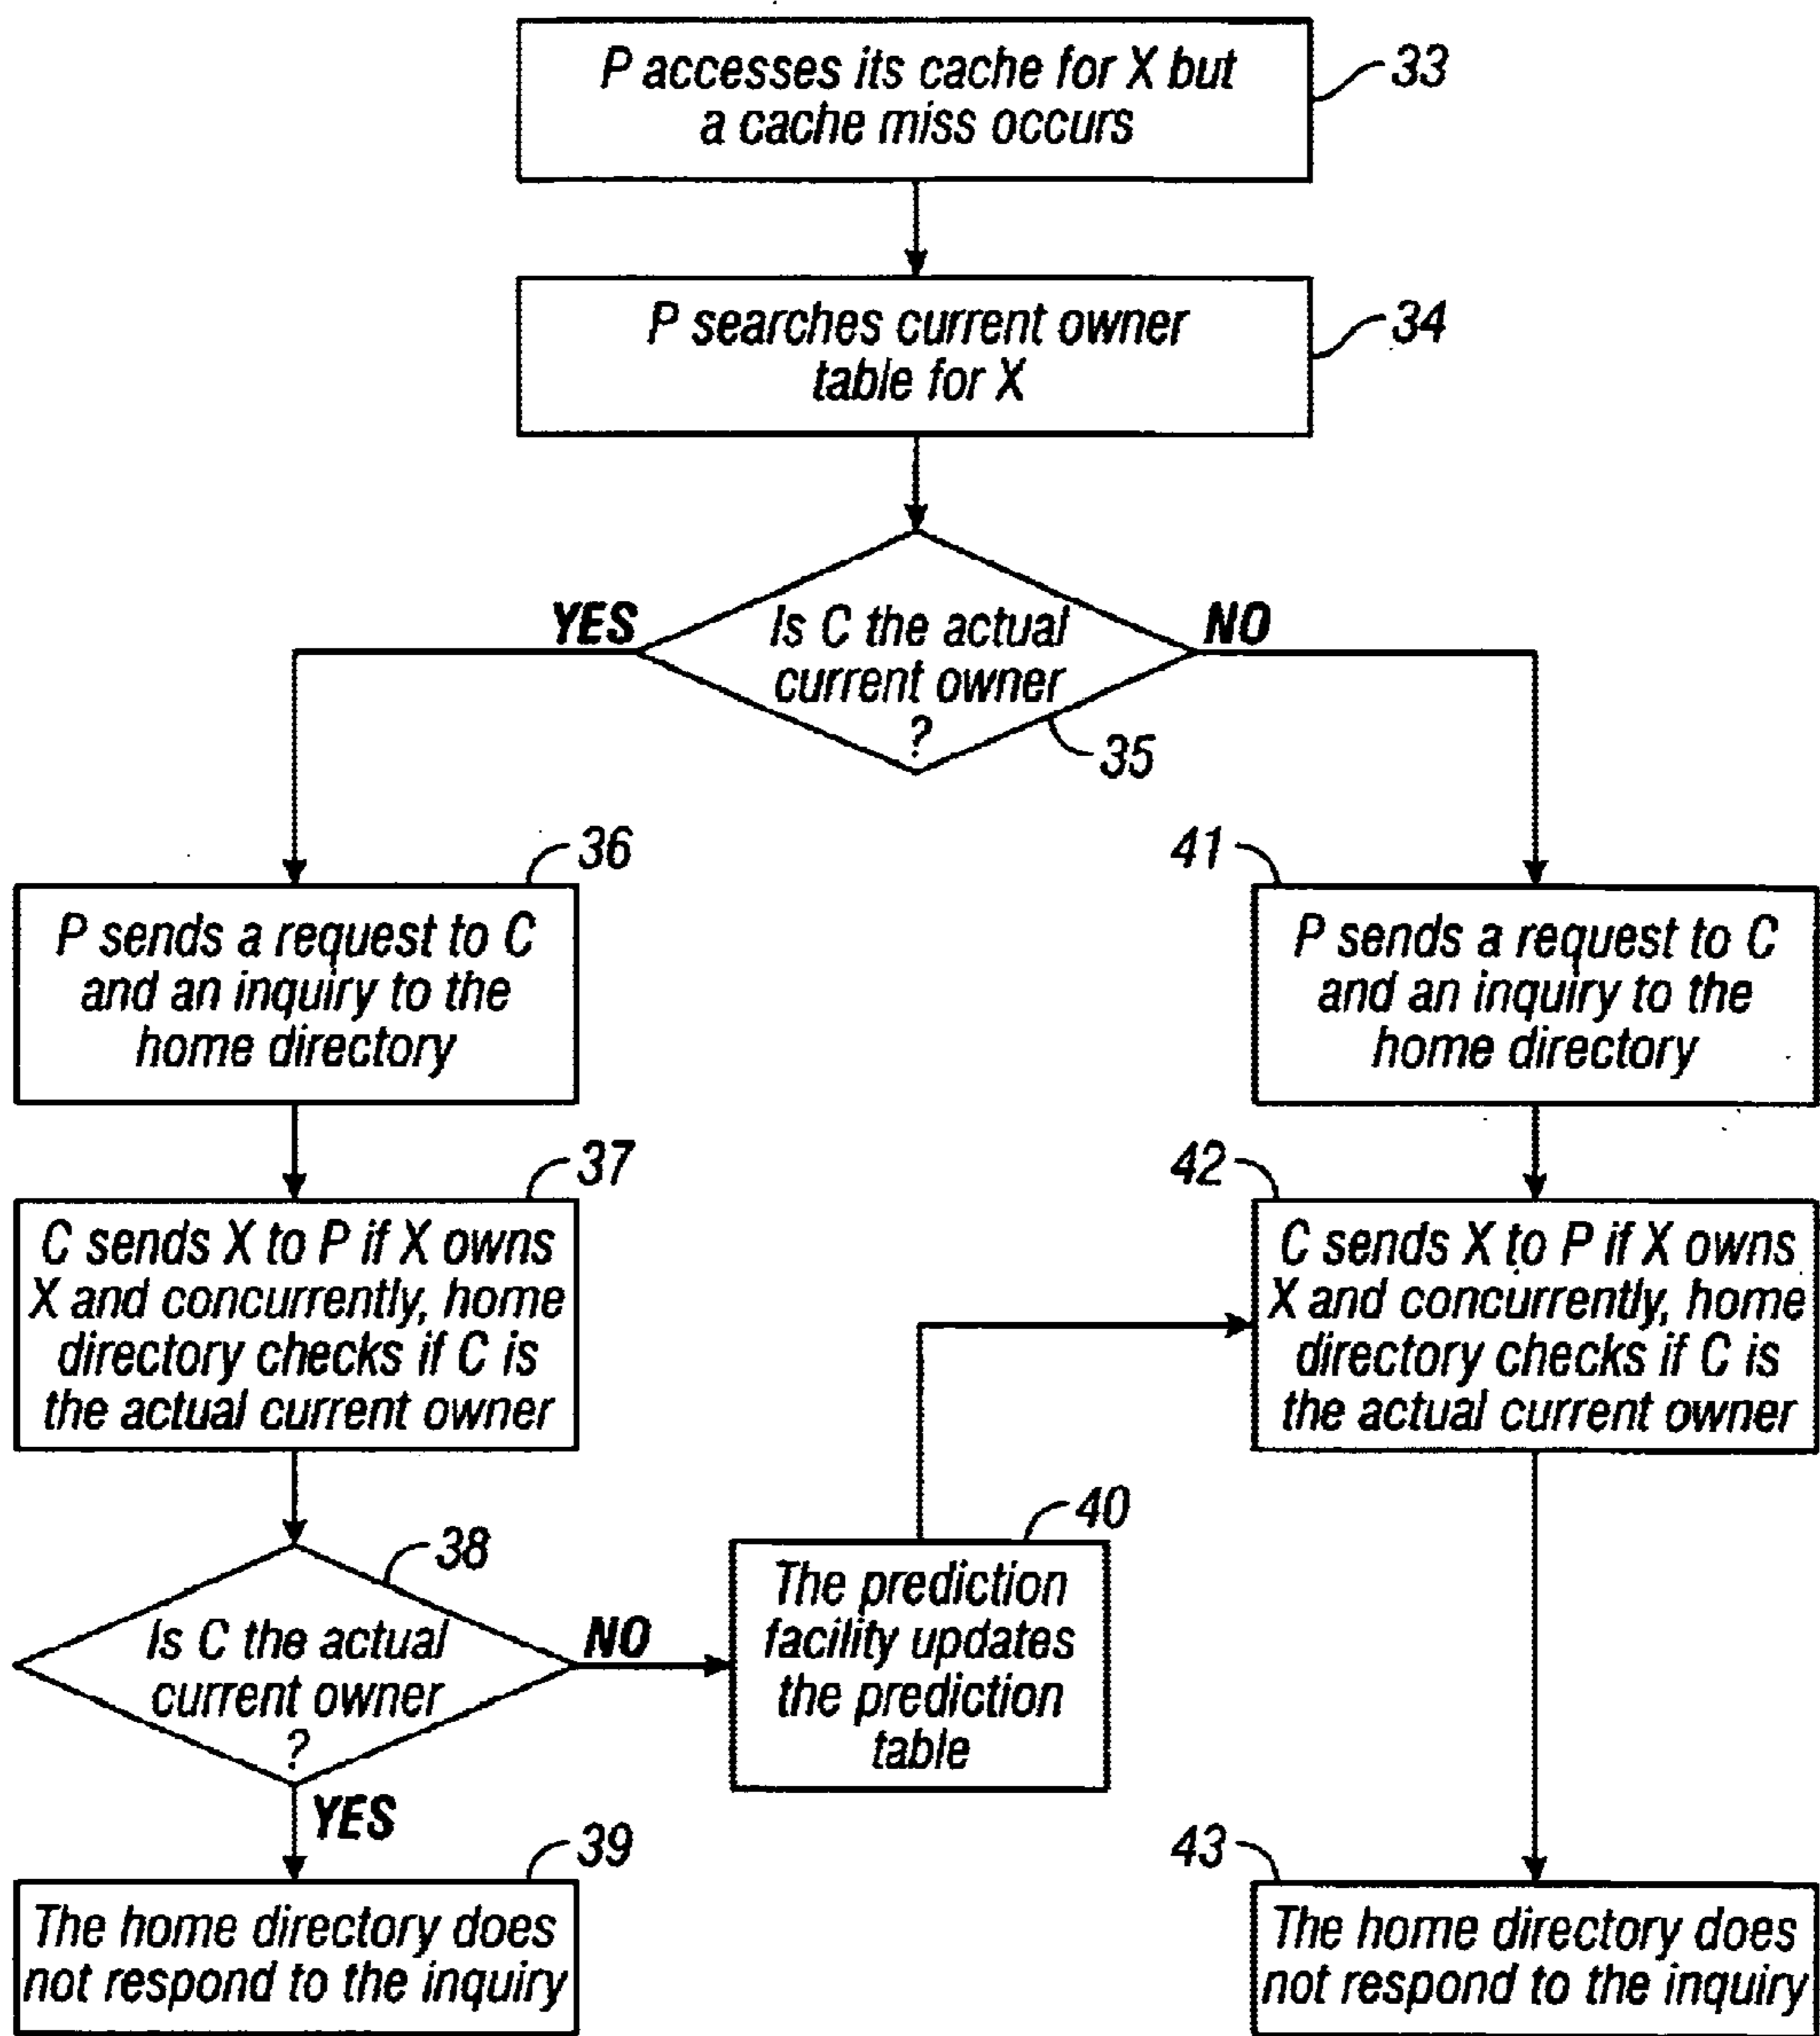 P accesses its cache for X but
a cache miss occurs
33
P searches current owner
table for X
34
Is C the actual
current owner
?
35
YES
NO
36
P sends a request to C
and an inquiry to the
home directory
41
P sends a request to C
and an inquiry to the
home directory
37
C sends X to P if X owns
X and concurrently, home
directory checks if C is
the actual current owner
42
C sends X to P if X owns
X and concurrently, home
directory checks if C is
the actual current owner
38
Is C the actual
current owner
?
NO
YES
40
The prediction
facility updates
the prediction
table
39
The home directory does
not respond to the inquiry
43
The home directory does
not respond to the inquiry